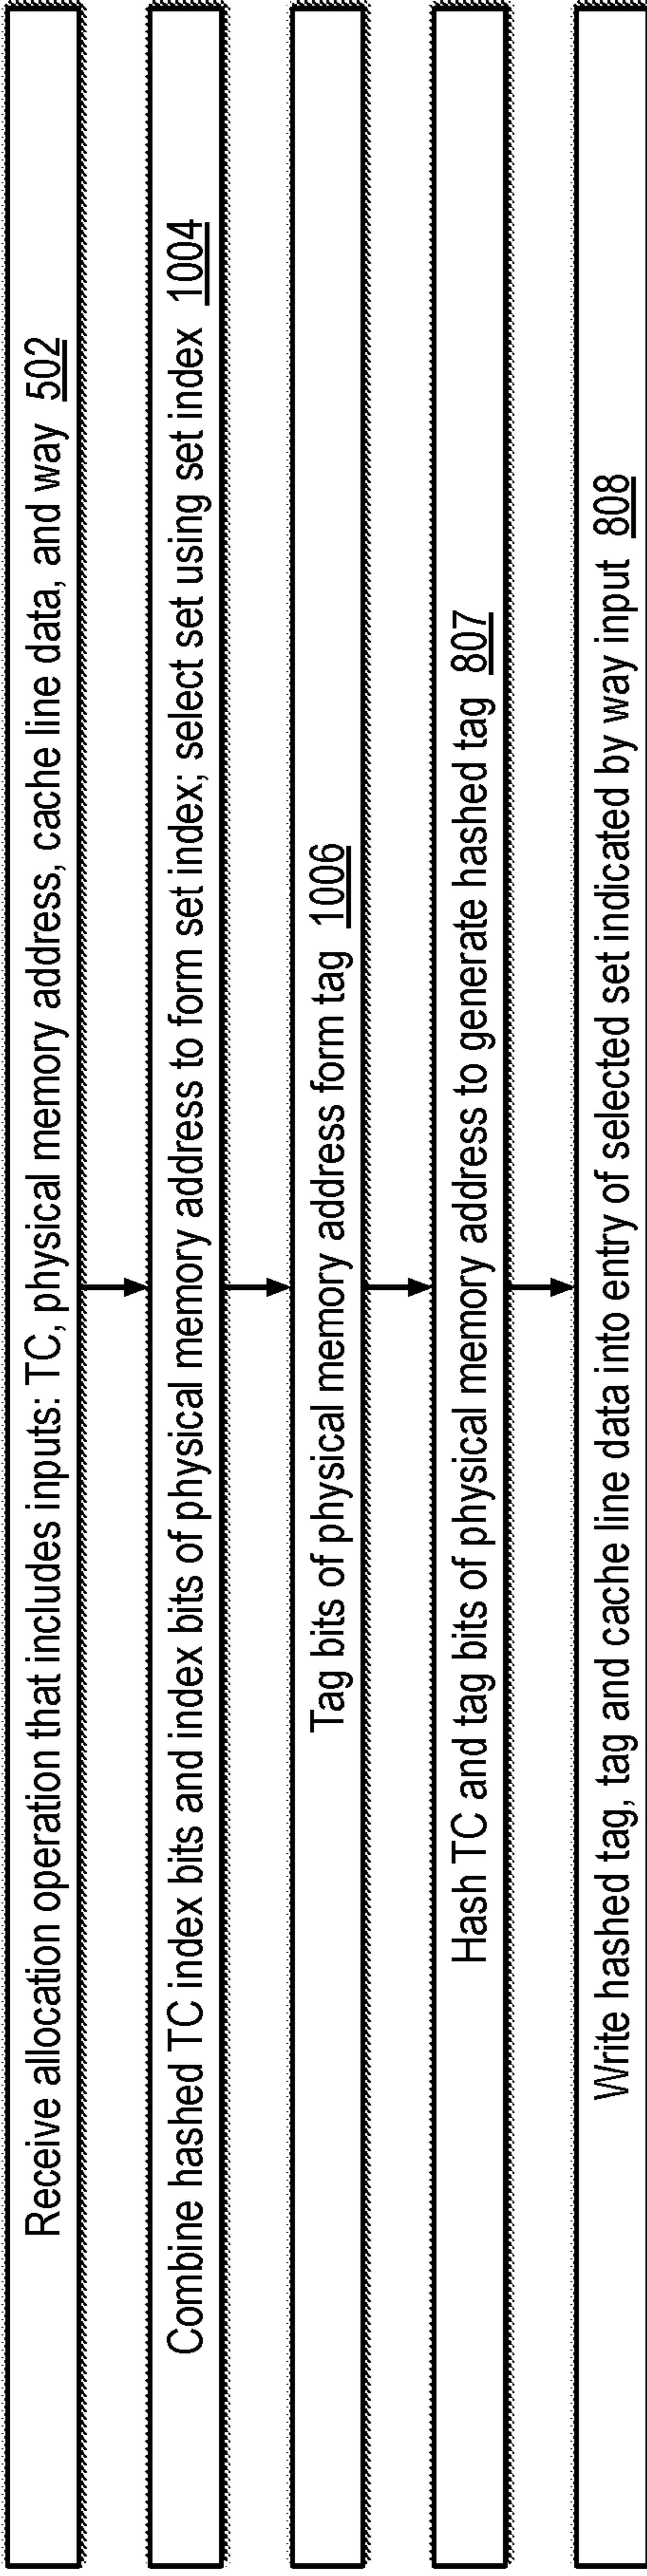 Receive allocation operation that includes inputs: TC, physical memory address, cache line data, and way 502
Combine hashed TC index bits and index bits of physical memory address to form set index; select set using set index 1004
Tag bits of physical memory address form tag 1006
Hash TC and tag bits of physical memory address to generate hashed tag 807
Write hashed tag, tag and cache line data into entry of selected set indicated by way input 808